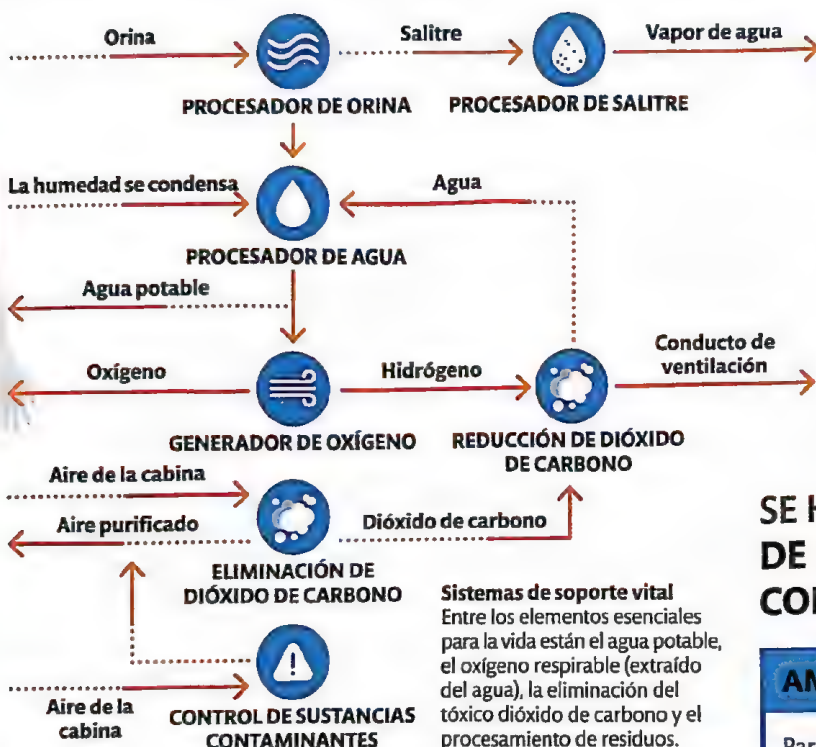 Orina
Salitre
Vapor de agua
PROCESADOR DE ORINA
PROCESADOR DE SALITRE
La humedad se condensa
Agua
PROCESADOR DE AGUA
Agua potable
Oxígeno
Hidrógeno
Conducto de
ventilación
GENERADOR DE OXÍGENO
REDUCCIÓN DE DIÓXIDO
DE CARBONO
Aire de la cabina
Aire purificado
Dióxido de carbono
ELIMINACIÓN DE
DIÓXIDO DE CARBONO
Aire de la
cabina
CONTROL DE SUSTANCIAS
CONTAMINANTES
Sistemas de soporte vital
Entre los elementos esenciales
para la vida están el agua potable,
el oxígeno respirable (extraído
del agua), la eliminación del
tóxico dióxido de carbono y el
procesamiento de residuos.
SE
DE